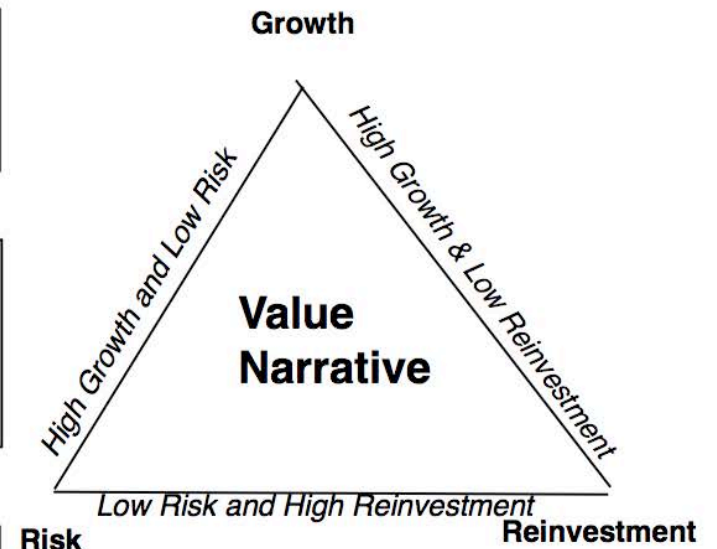 Growth
High Growth and Low Risk
High Growth & Low Reinvestment
Value
Narrative
Low Risk and High Reinvestment
Risk
Reinvestment